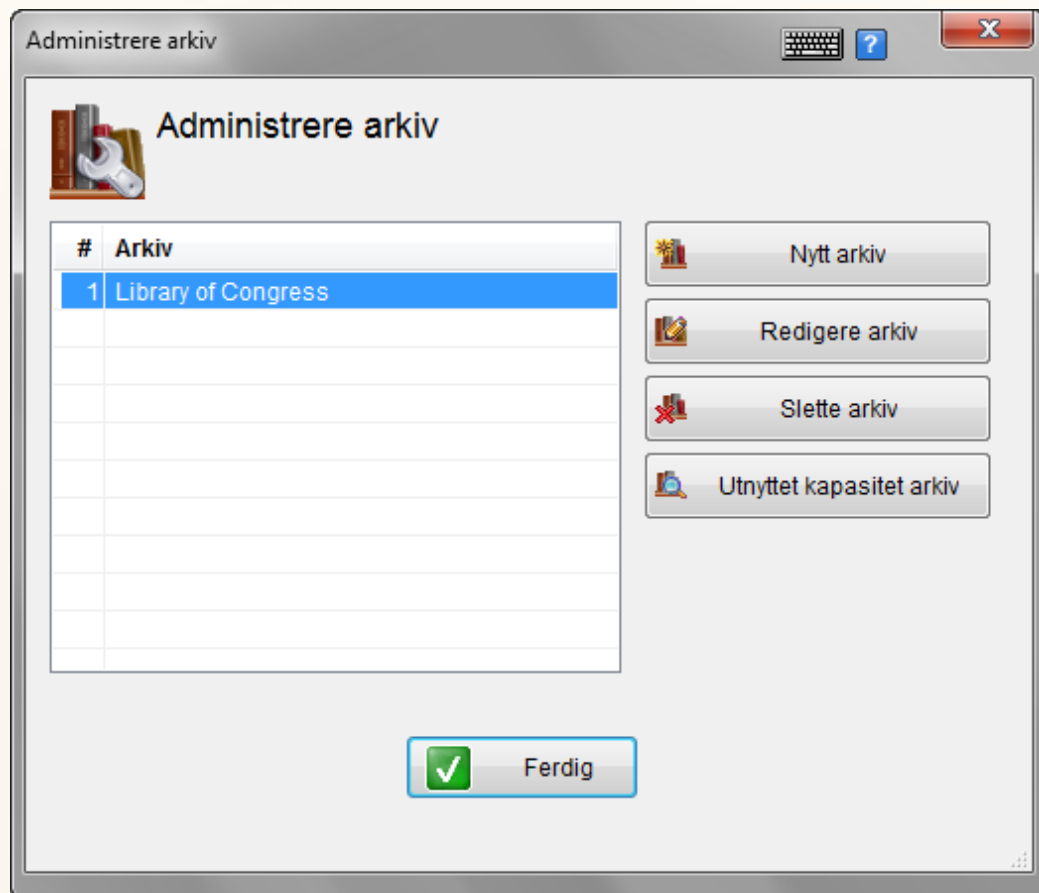 Administrere arkiv
Administrere arkiv
# Arkiv
1 Library of Congress
Nytt arkiv
Redigere arkiv
Slette arkiv
Utnyttet kapasitet arkiv
Ferdig